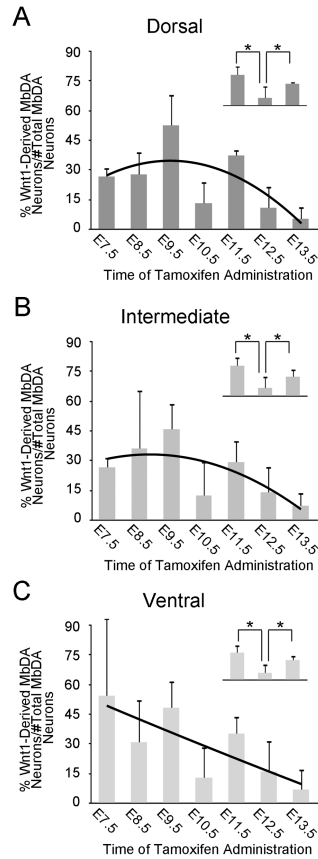 A
Dorsal
% Wnt1-Derived MbDA
Neurons/#Total MbDA
Neurons
90
75
60
45
30
15
0
* *
E7.5 E8.5 E9.5 E10.5 E11.5 E12.5 E13.5
Time of Tamoxifen Administration
B
Intermediate
% Wnt1-Derived MbDA
Neurons/#Total MbDA
Neurons
90
75
60
45
30
15
0
* *
E7.5 E8.5 E9.5 E10.5 E11.5 E12.5 E13.5
Time of Tamoxifen Administration
C
Ventral
% Wnt1-Derived MbDA
Neurons/#Total MbDA
Neurons
90
75
60
45
30
15
0
* *
E7.5 E8.5 E9.5 E10.5 E11.5 E12.5 E13.5
Time of Tamoxifen Administration